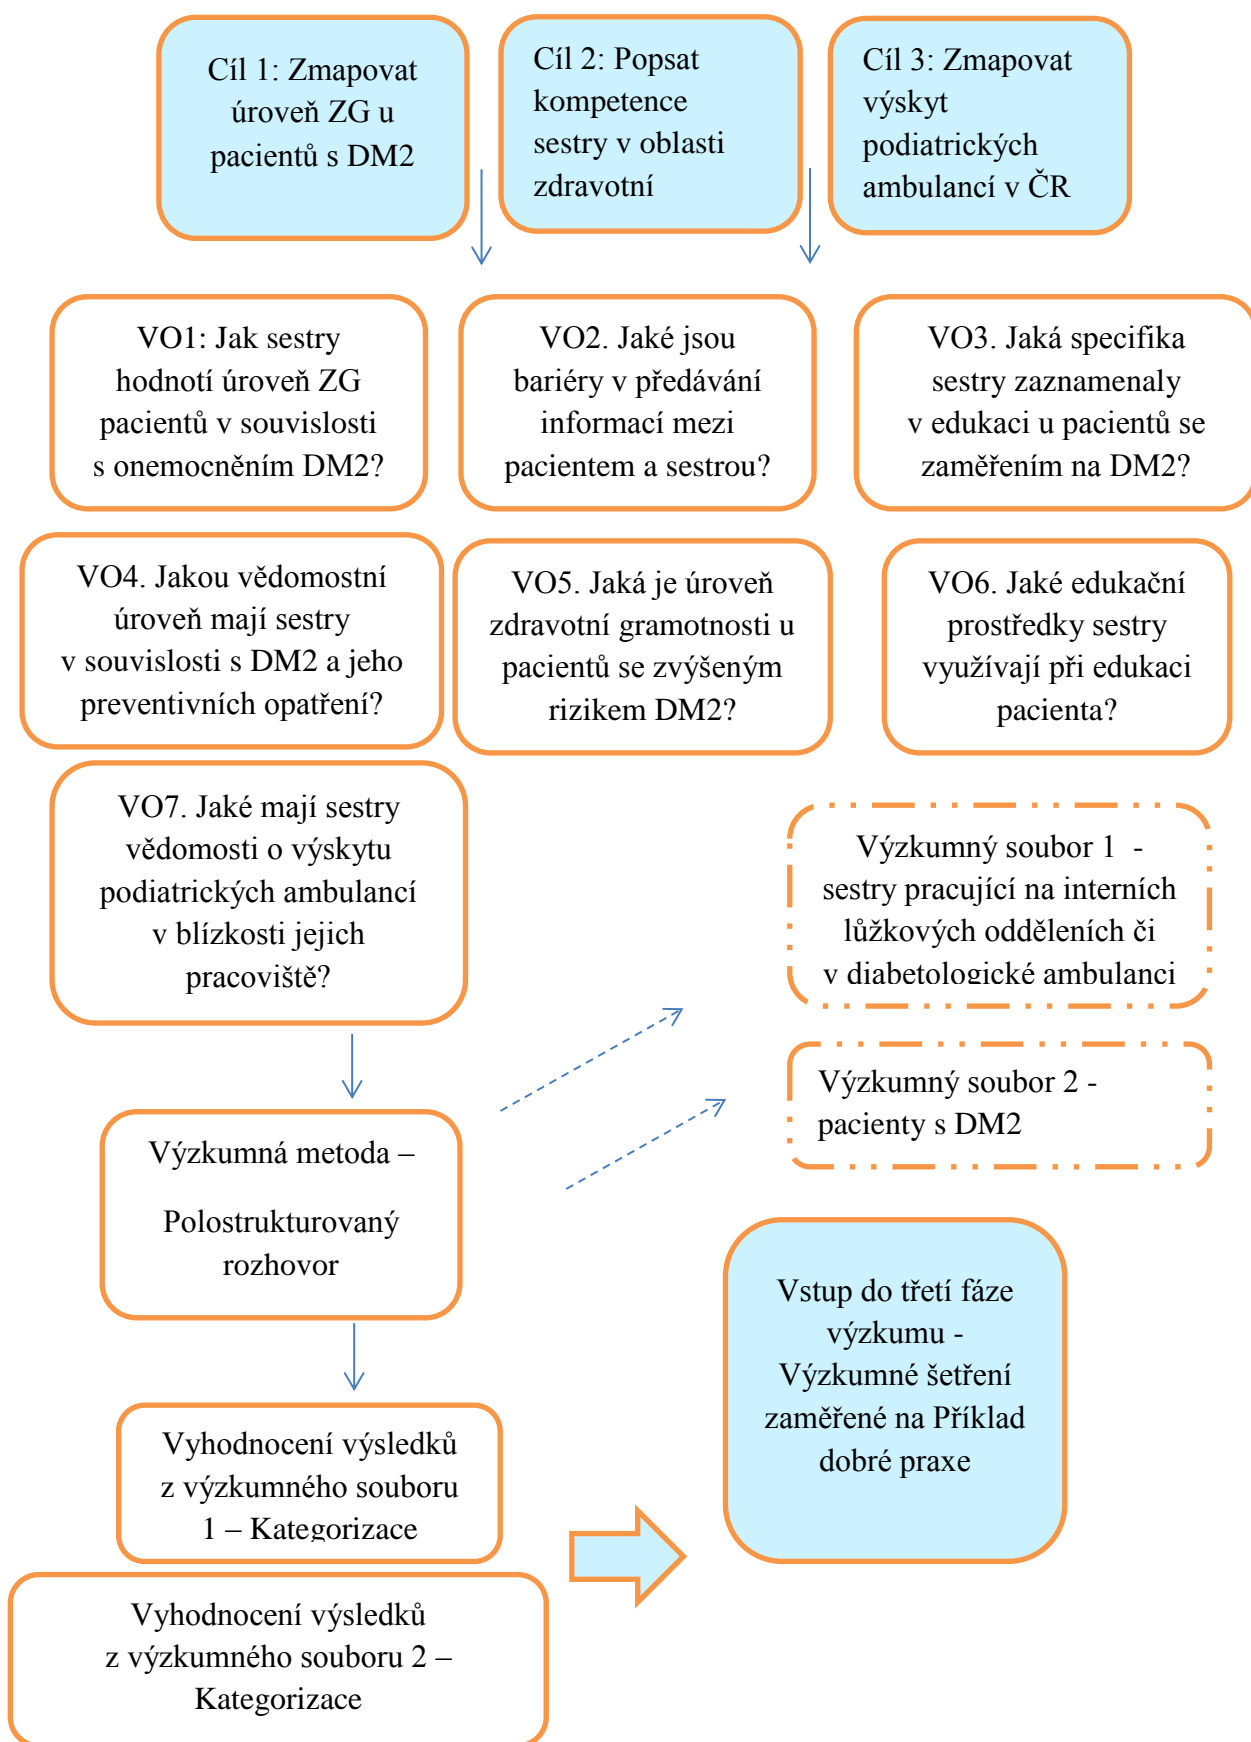 Cíl 1: Zmapovat
úroveň ZG u
pacientů s DM2
Cíl 2: Popsat
kompetence
sestry v oblasti
zdravotní
Cíl 3: Zmapovat
výskyt
podiatrických
ambulancí v ČR
VO1: Jak sestry
hodnotí úroveň ZG
pacientů v souvislosti
s onemocněním DM2?
VO2. Jaké jsou
bariéry v předávání
informací mezi
pacientem a sestrou?
VO3. Jaká specifika
sestry zaznamenaly
v edukaci u pacientů se
zaměřením na DM2?
VO4. Jakou vědomostní
úroveň mají sestry
v souvislosti s DM2 a jeho
preventivních opatření?
VO5. Jaká je úroveň
zdravotní gramotnosti u
pacientů se zvýšeným
rizikem DM2?
VO6. Jaké edukační
prostředky sestry
využívají při edukaci
pacienta?
VO7. Jaké mají sestry
vědomosti o výskytu
podiatrických ambulancí
v blízkosti jejich
pracoviště?
Výzkumný soubor 1 -
sestry pracující na interních
lůžkových odděleních či
v diabetologické ambulanci
Výzkumný soubor 2 -
pacienty s DM2
Výzkumná metoda –
Polostrukturovaný
rozhovor
Vstup do třetí fáze
výzkumu -
Výzkumné šetření
zaměřené na Příklad
dobré praxe
Vyhodnocení výsledků
z výzkumného souboru
1 – Kategorizace
Vyhodnocení výsledků
z výzkumného souboru 2 –
Kategorizace